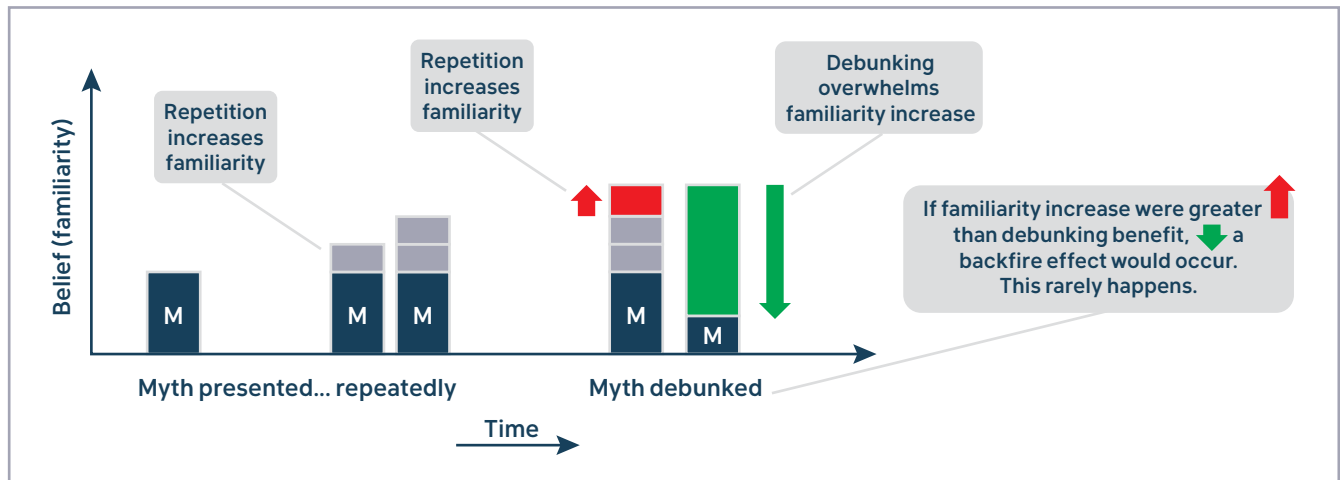 Repetition
increases
familiarity
Repetition
increases
familiarity
Debunking
overwhelms
familiarity increase
If familiarity increase were greater
than debunking benefit, a
backfire effect would occur.
This rarely happens.
Belief (familiarity)
M
M
M
M
M
Myth presented... repeatedly
Myth debunked
Time